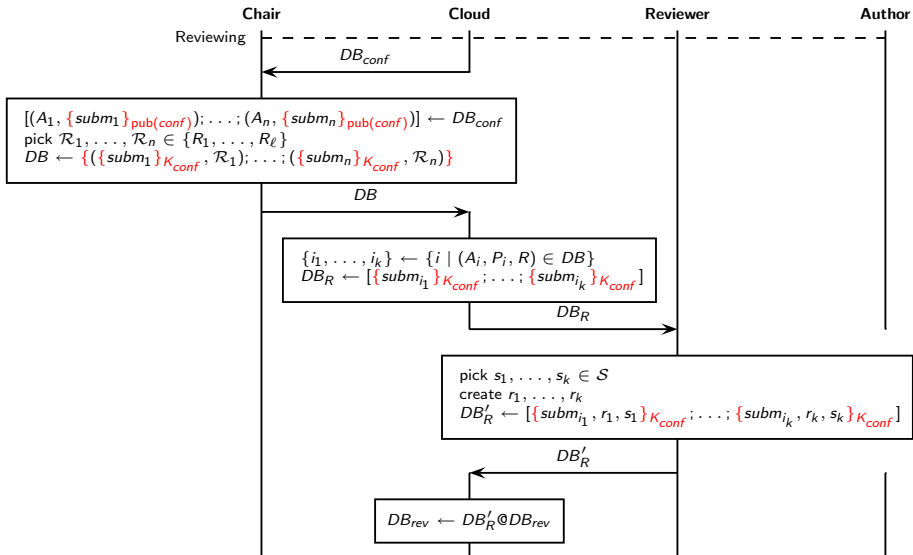 Chair Cloud Reviewer Author
Reviewing
DB_conf
[(A_1, {subm_1}_pub(conf)); . . . ; (A_n, {subm_n}_pub(conf))] ← DB_conf
pick ℛ_1, . . . , ℛ_n ∈ {R_1, . . . , R_ℓ}
DB ← {({subm_1}_K_conf , ℛ_1); . . . ; ({subm_n}_K_conf , ℛ_n)}
DB
{i_1, . . . , i_k} ← {i | (A_i, P_i, R) ∈ DB}
DB_R ← [{subm_i_1}_K_conf ; . . . ; {subm_i_k}_K_conf]
DB_R
pick s_1, . . . , s_k ∈ 𝒮
create r_1, . . . , r_k
DB′_R ← [{subm_i_1, r_1, s_1}_K_conf ; . . . ; {subm_i_k, r_k, s_k}_K_conf]
DB′_R
DB_rev ← DB′_R@DB_rev